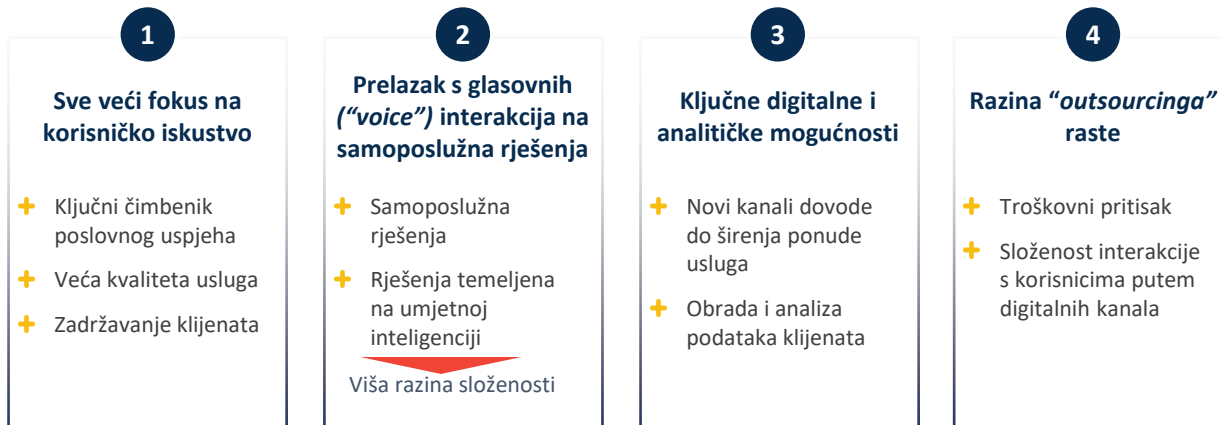 1
Sve veći fokus na
korisničko iskustvo
Ključni čimbenik
poslovnog uspjeha
Veća kvaliteta usluga
Zadržavanje klijenata
2
Prelazak s glasovnih
(“voice”) interakcija na
samoposlužna rješenja
Samoposlužna
rješenja
Rješenja temeljena
na umjetnoj
inteligenciji
Viša razina složenosti
3
Ključne digitalne i
analitičke mogućnosti
Novi kanali dovode
do širenja ponude
usluga
Obrada i analiza
podataka klijenata
4
Razina “outsourcinga”
raste
Troškovni pritisak
Složenost interakcije
s korisnicima putem
digitalnih kanala